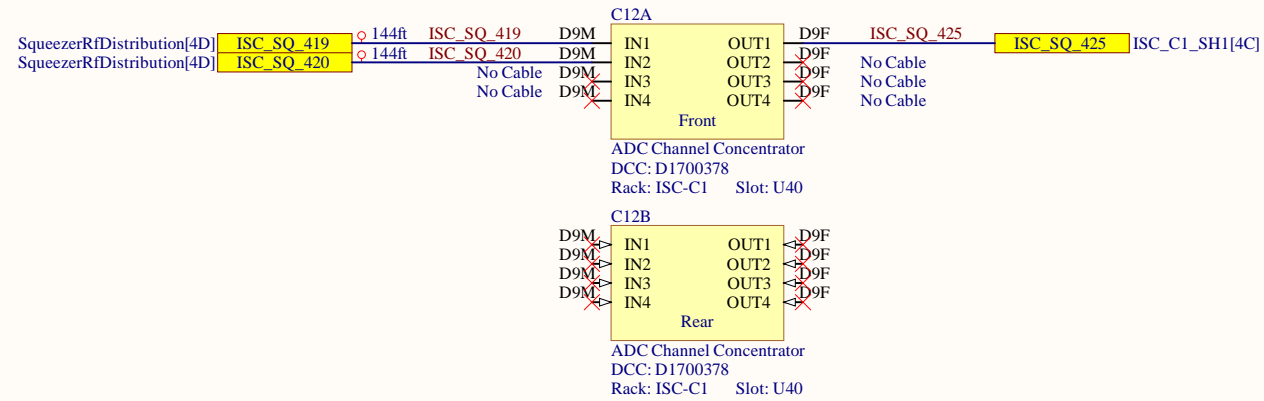 C12A
SqueezerRfDistribution[4D] ISC_SQ_419 144ft ISC_SQ_419 D9M IN1 OUT1 D9F ISC_SQ_425 ISC_SQ_425 ISC_C1_SH1[4C]
SqueezerRfDistribution[4D] ISC_SQ_420 144ft ISC_SQ_420 D9M IN2 OUT2 D9F No Cable
No Cable D9M IN3 OUT3 D9F No Cable
No Cable D9M IN4 OUT4 D9F No Cable
Front
ADC Channel Concentrator
DCC: D1700378
Rack: ISC-C1 Slot: U40
C12B
D9M IN1 OUT1 D9F
D9M IN2 OUT2 D9F
D9M IN3 OUT3 D9F
D9M IN4 OUT4 D9F
Rear
ADC Channel Concentrator
DCC: D1700378
Rack: ISC-C1 Slot: U40